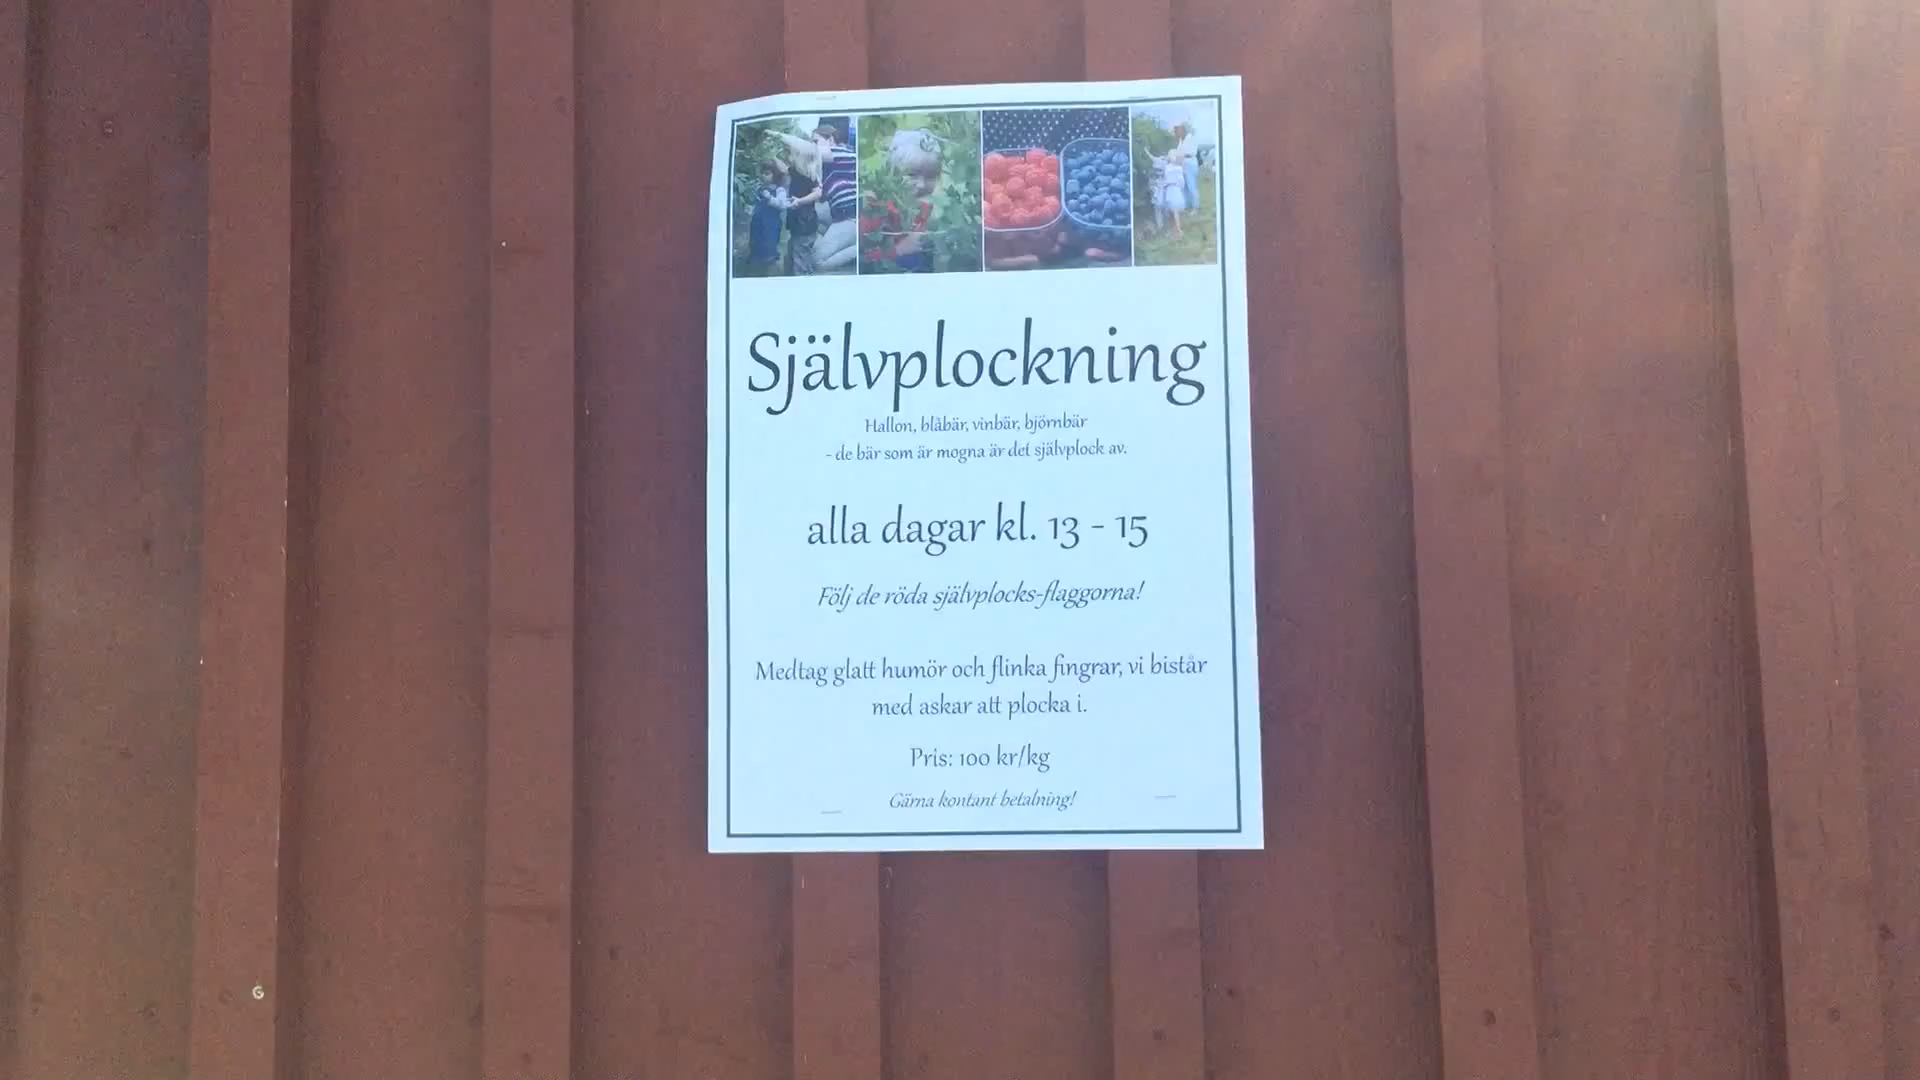 Självplockning
Hallon, blåbär, vinbär, björnbär
- de bär som är mogna är det självplock av.
alla dagar kl. 13 - 15
Följ de röda självplocks-flaggorna!
Medtag glatt humör och flinka fingrar, vi bistår
med askar att plocka i.
Pris: 100 kr/kg
Gärna kontant betalning!